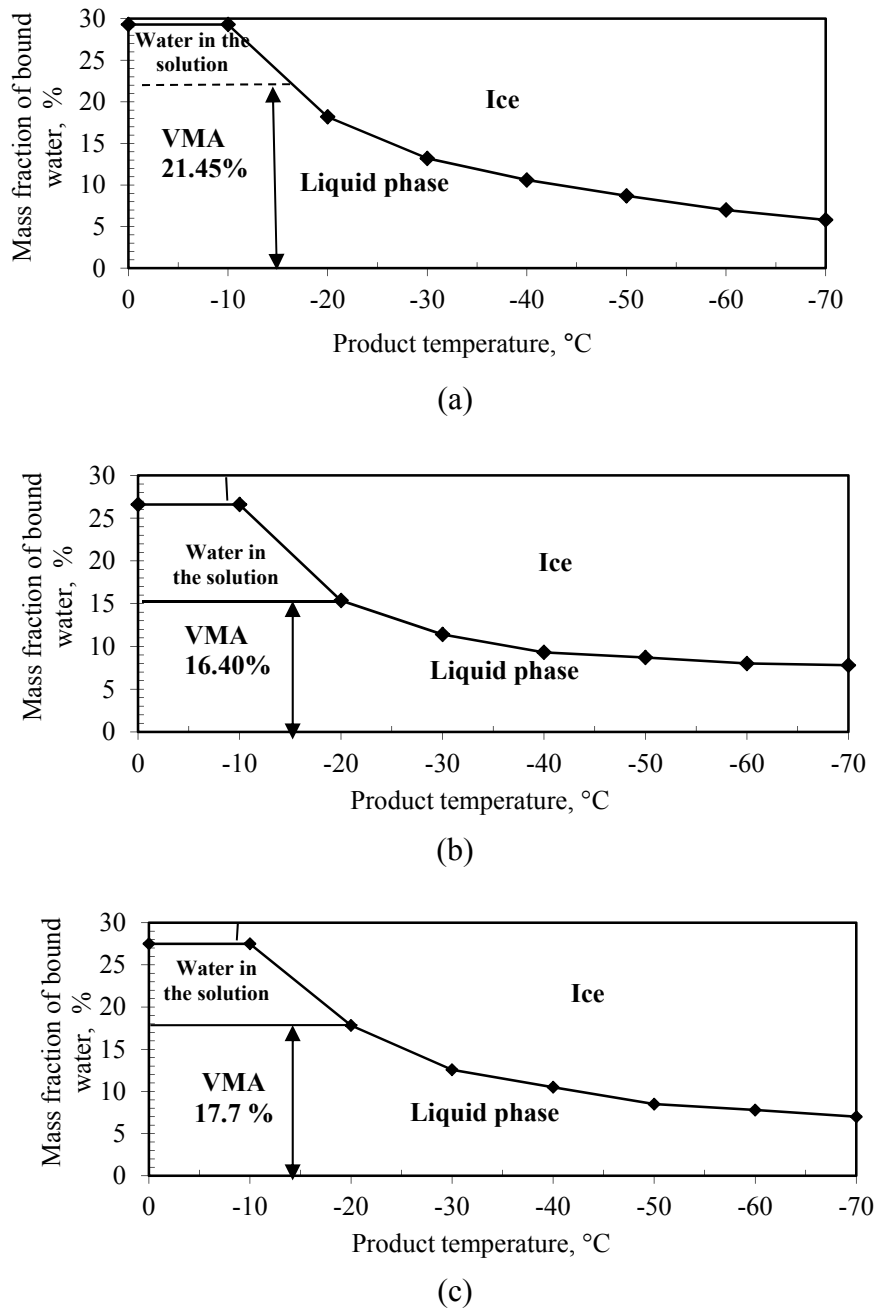 30
25
20
15
10
5
0
Mass fraction of bound
water, %
Water in the
solution
VMA
21.45%
Ice
Liquid phase
0 -10 -20 -30 -40 -50 -60 -70
Product temperature, °C
(a)
30
25
20
15
10
5
0
Mass fraction of bound
water, %
Water in
the solution
VMA
16.40%
Ice
Liquid phase
0 -10 -20 -30 -40 -50 -60 -70
Product temperature, °C
(b)
30
25
20
15
10
5
0
Mass fraction of bound
water, %
Water in
the solution
VMA
17.7 %
Ice
Liquid phase
0 -10 -20 -30 -40 -50 -60 -70
Product temperature, °C
(c)